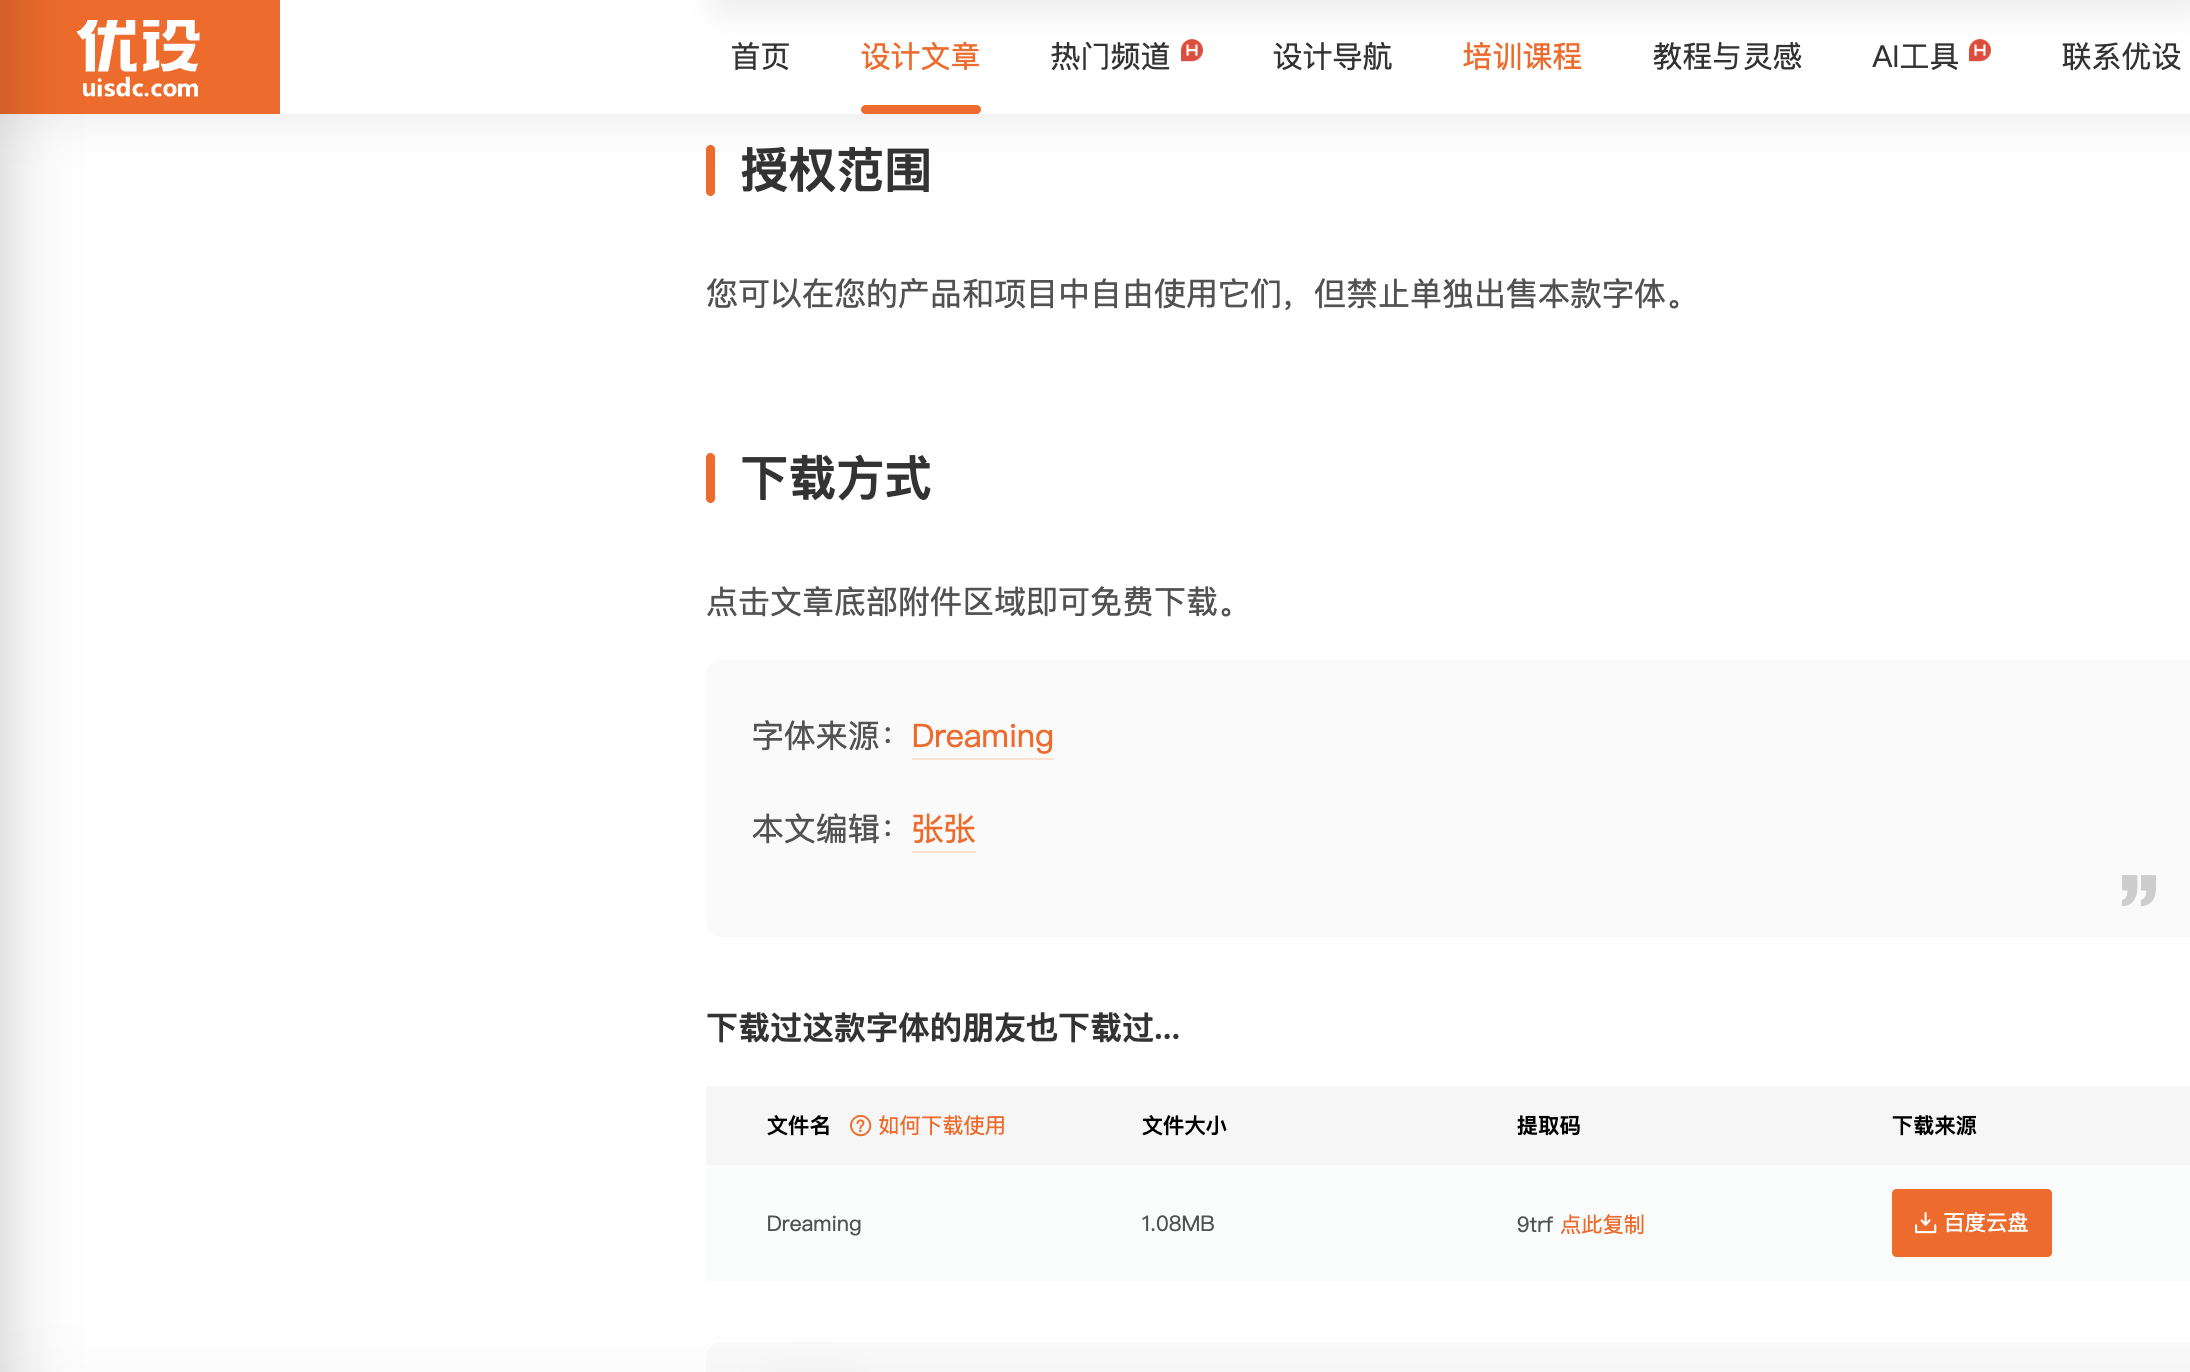 优设
uisdc.com
首页 设计文章 热门频道 H 设计导航 培训课程 教程与灵感 AI工具 H 联系优设
授权范围
您可以在您的产品和项目中自由使用它们，但禁止单独出售本款字体。
下载方式
点击文章底部附件区域即可免费下载。
字体来源：Dreaming
本文编辑：张张
”
下载过这款字体的朋友也下载过...
文件名 ? 如何下载使用 文件大小 提取码 下载来源
Dreaming 1.08MB 9trf 点此复制 百度云盘